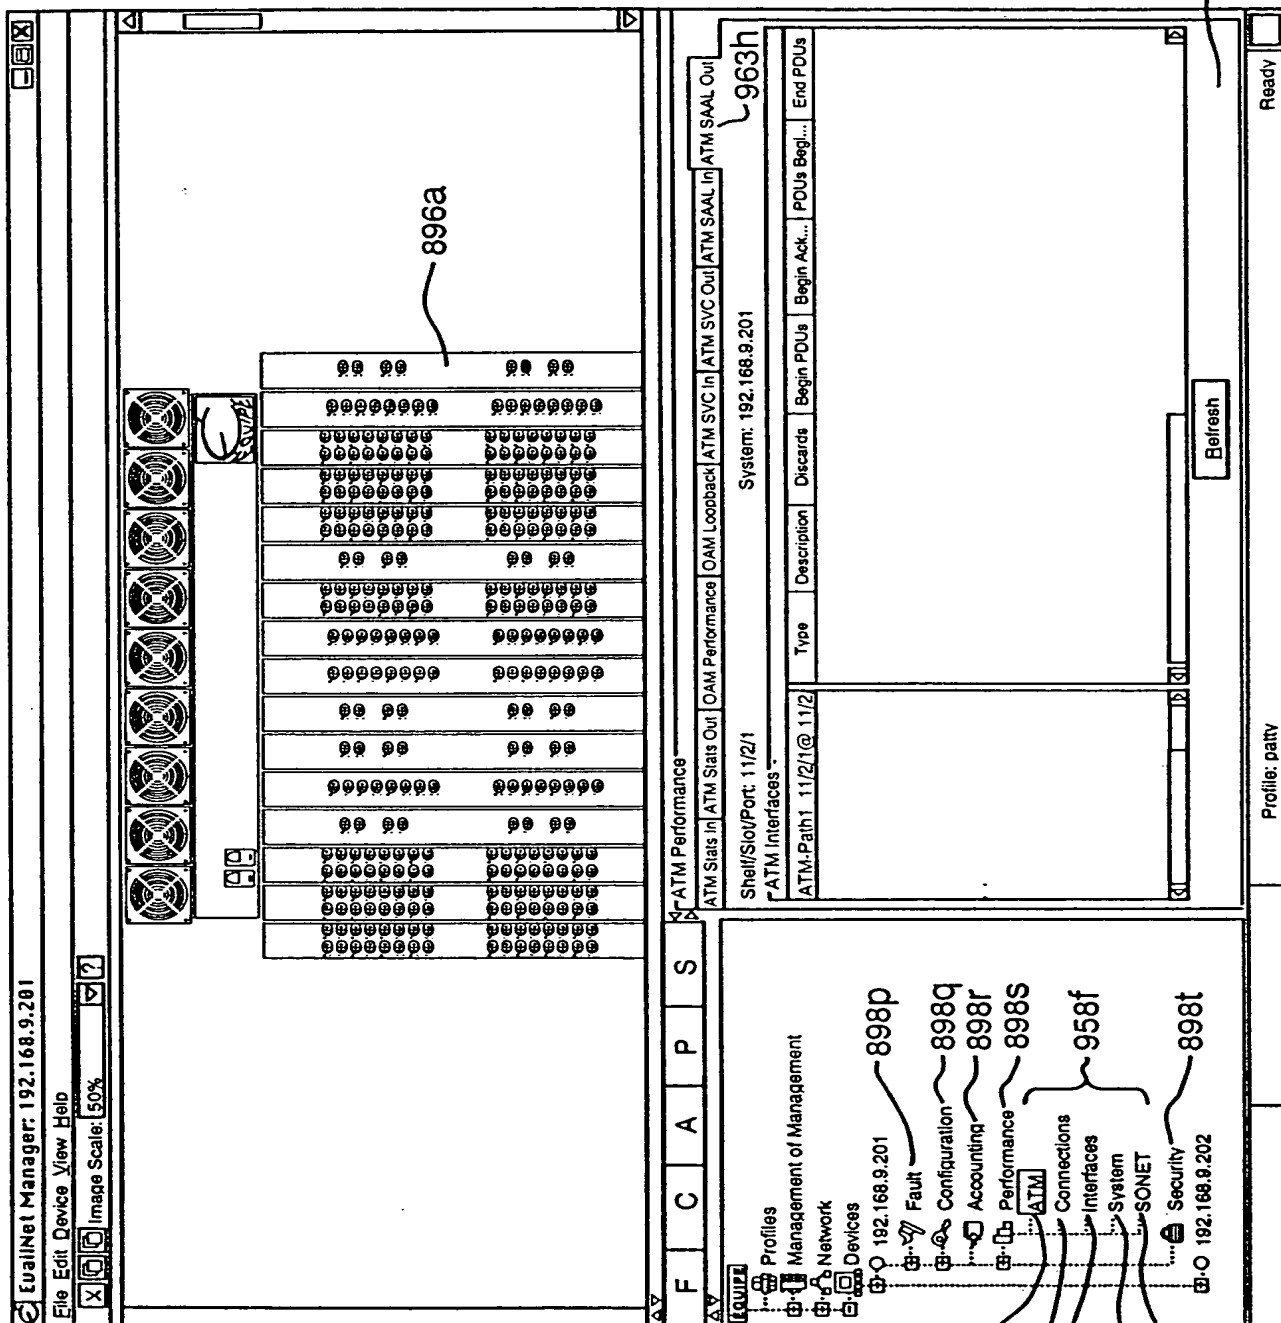 EuallNet Manager: 192.168.9.201
File Edit Device View Help
Image Scale: 50%
?
EQUIPE
896a
F C A P S
EQUIPE
Profiles
Management of Management
Network
Devices
192.168.9.201
Fault
Configuration
Accounting
Performance
ATM
Connections
Interfaces
System
SONET
Security
192.168.9.202
898p
898q
898r
898s
958f
898t
ATM Performance
ATM Stats In ATM Stats Out OAM Performance OAM Loopback ATM SVC In ATM SVC Out ATM SAAL In ATM SAAL Out
963h
Shelf/Slot/Port: 11/2/1 System: 192.168.9.201
ATM Interfaces
ATM-Path1 11/2/1@ 11/2 Type Description Discards Begin PDUs Begin Ack... PDUs Begi... End PDUs
Refresh
Profile: patty Ready